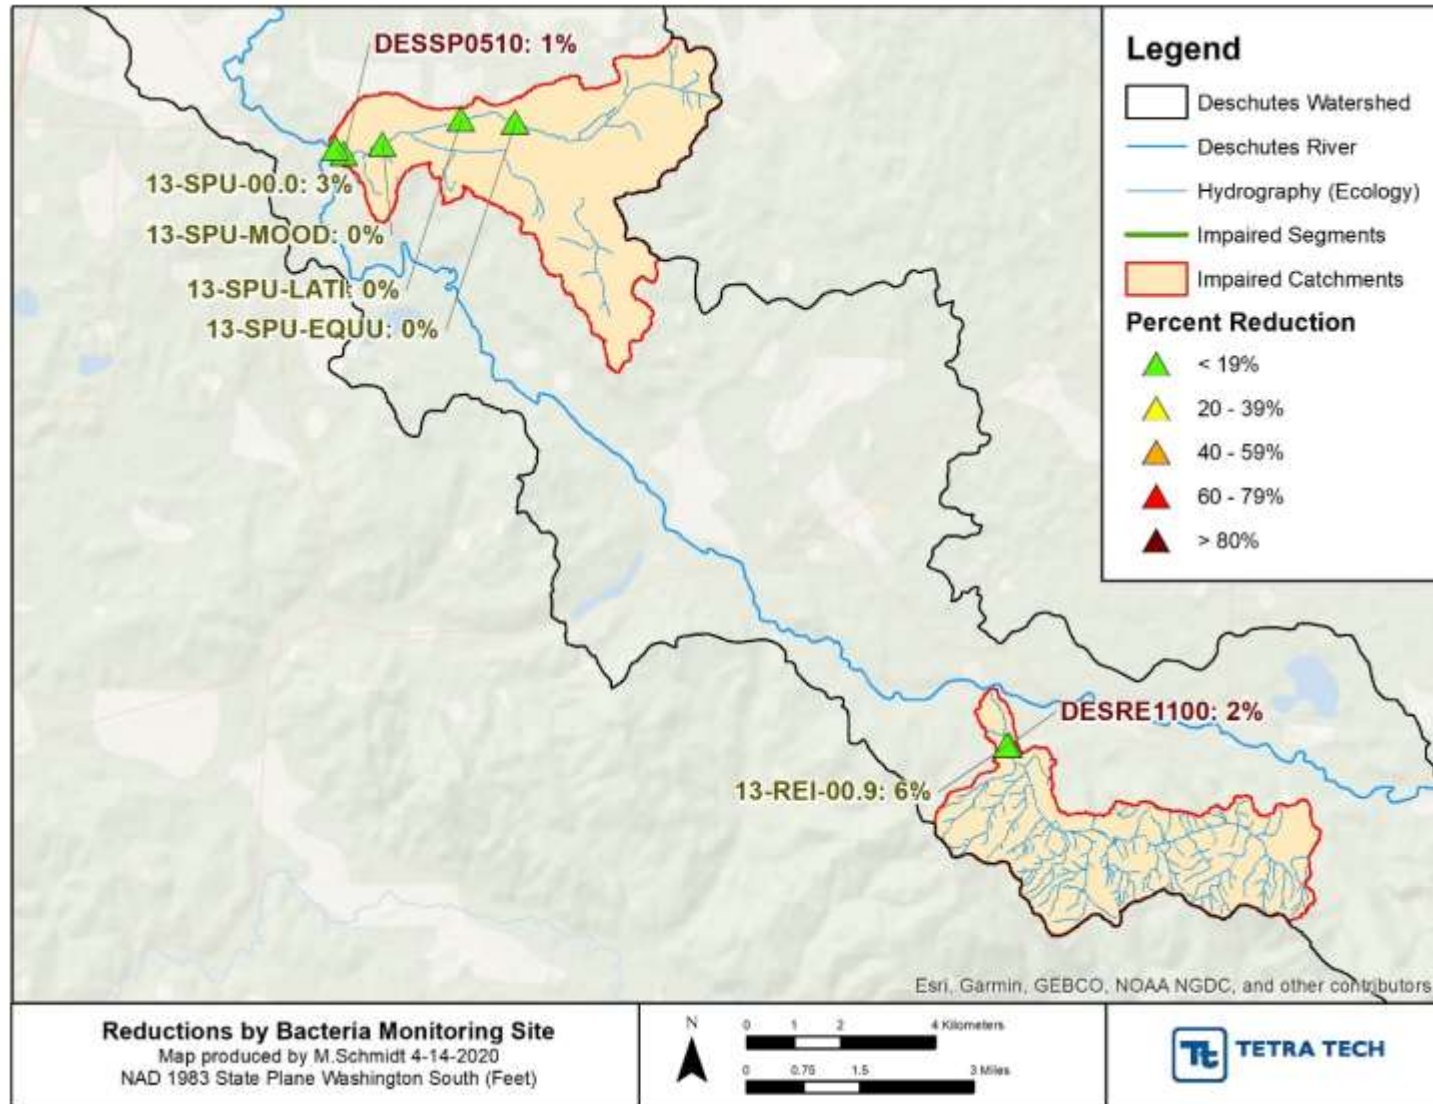 DESSP0510: 1%
13-SPU-00.0: 3%
13-SPU-MOOD: 0%
13-SPU-LATI: 0%
13-SPU-EQUU: 0%
DESRE1100: 2%
13-REI-00.9: 6%
Esri, Garmin, GEBCO, NOAA NGDC, and other contributors
Legend
Deschutes Watershed
Deschutes River
Hydrography (Ecology)
Impaired Segments
Impaired Catchments
Percent Reduction
< 19%
20 - 39%
40 - 59%
60 - 79%
> 80%
Reductions by Bacteria Monitoring Site
Map produced by M.Schmidt 4-14-2020
NAD 1983 State Plane Washington South (Feet)
N
0 1 2 4 Kilometers
0 0.75 1.5 3 Miles
Tt TETRA TECH